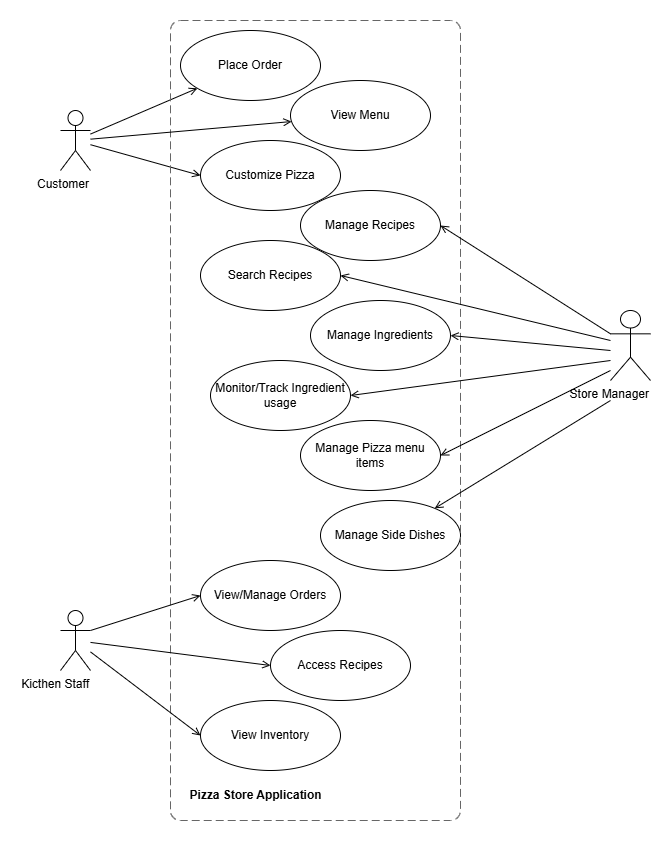 Place Order
View Menu
Customer
Customize Pizza
Manage Recipes
Search Recipes
Manage Ingredients
Monitor/Track Ingredient
usage
Store Manager
Manage Pizza menu
items
Manage Side Dishes
View/Manage Orders
Access Recipes
Kicthen Staff
View Inventory
Pizza Store Application